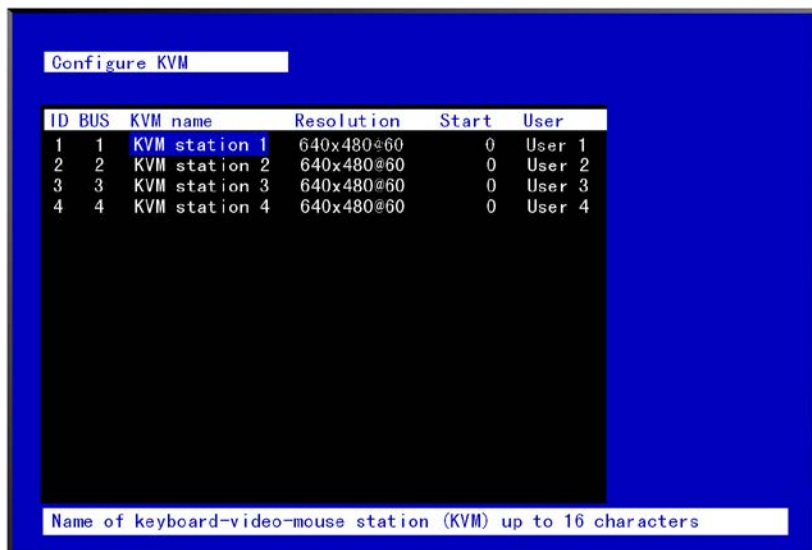 Configure KVM
ID BUS KVM name Resolution Start User
1 1 KVM station 1 640x480@60 0 User 1
2 2 KVM station 2 640x480@60 0 User 2
3 3 KVM station 3 640x480@60 0 User 3
4 4 KVM station 4 640x480@60 0 User 4
Name of keyboard-video-mouse station (KVM) up to 16 characters